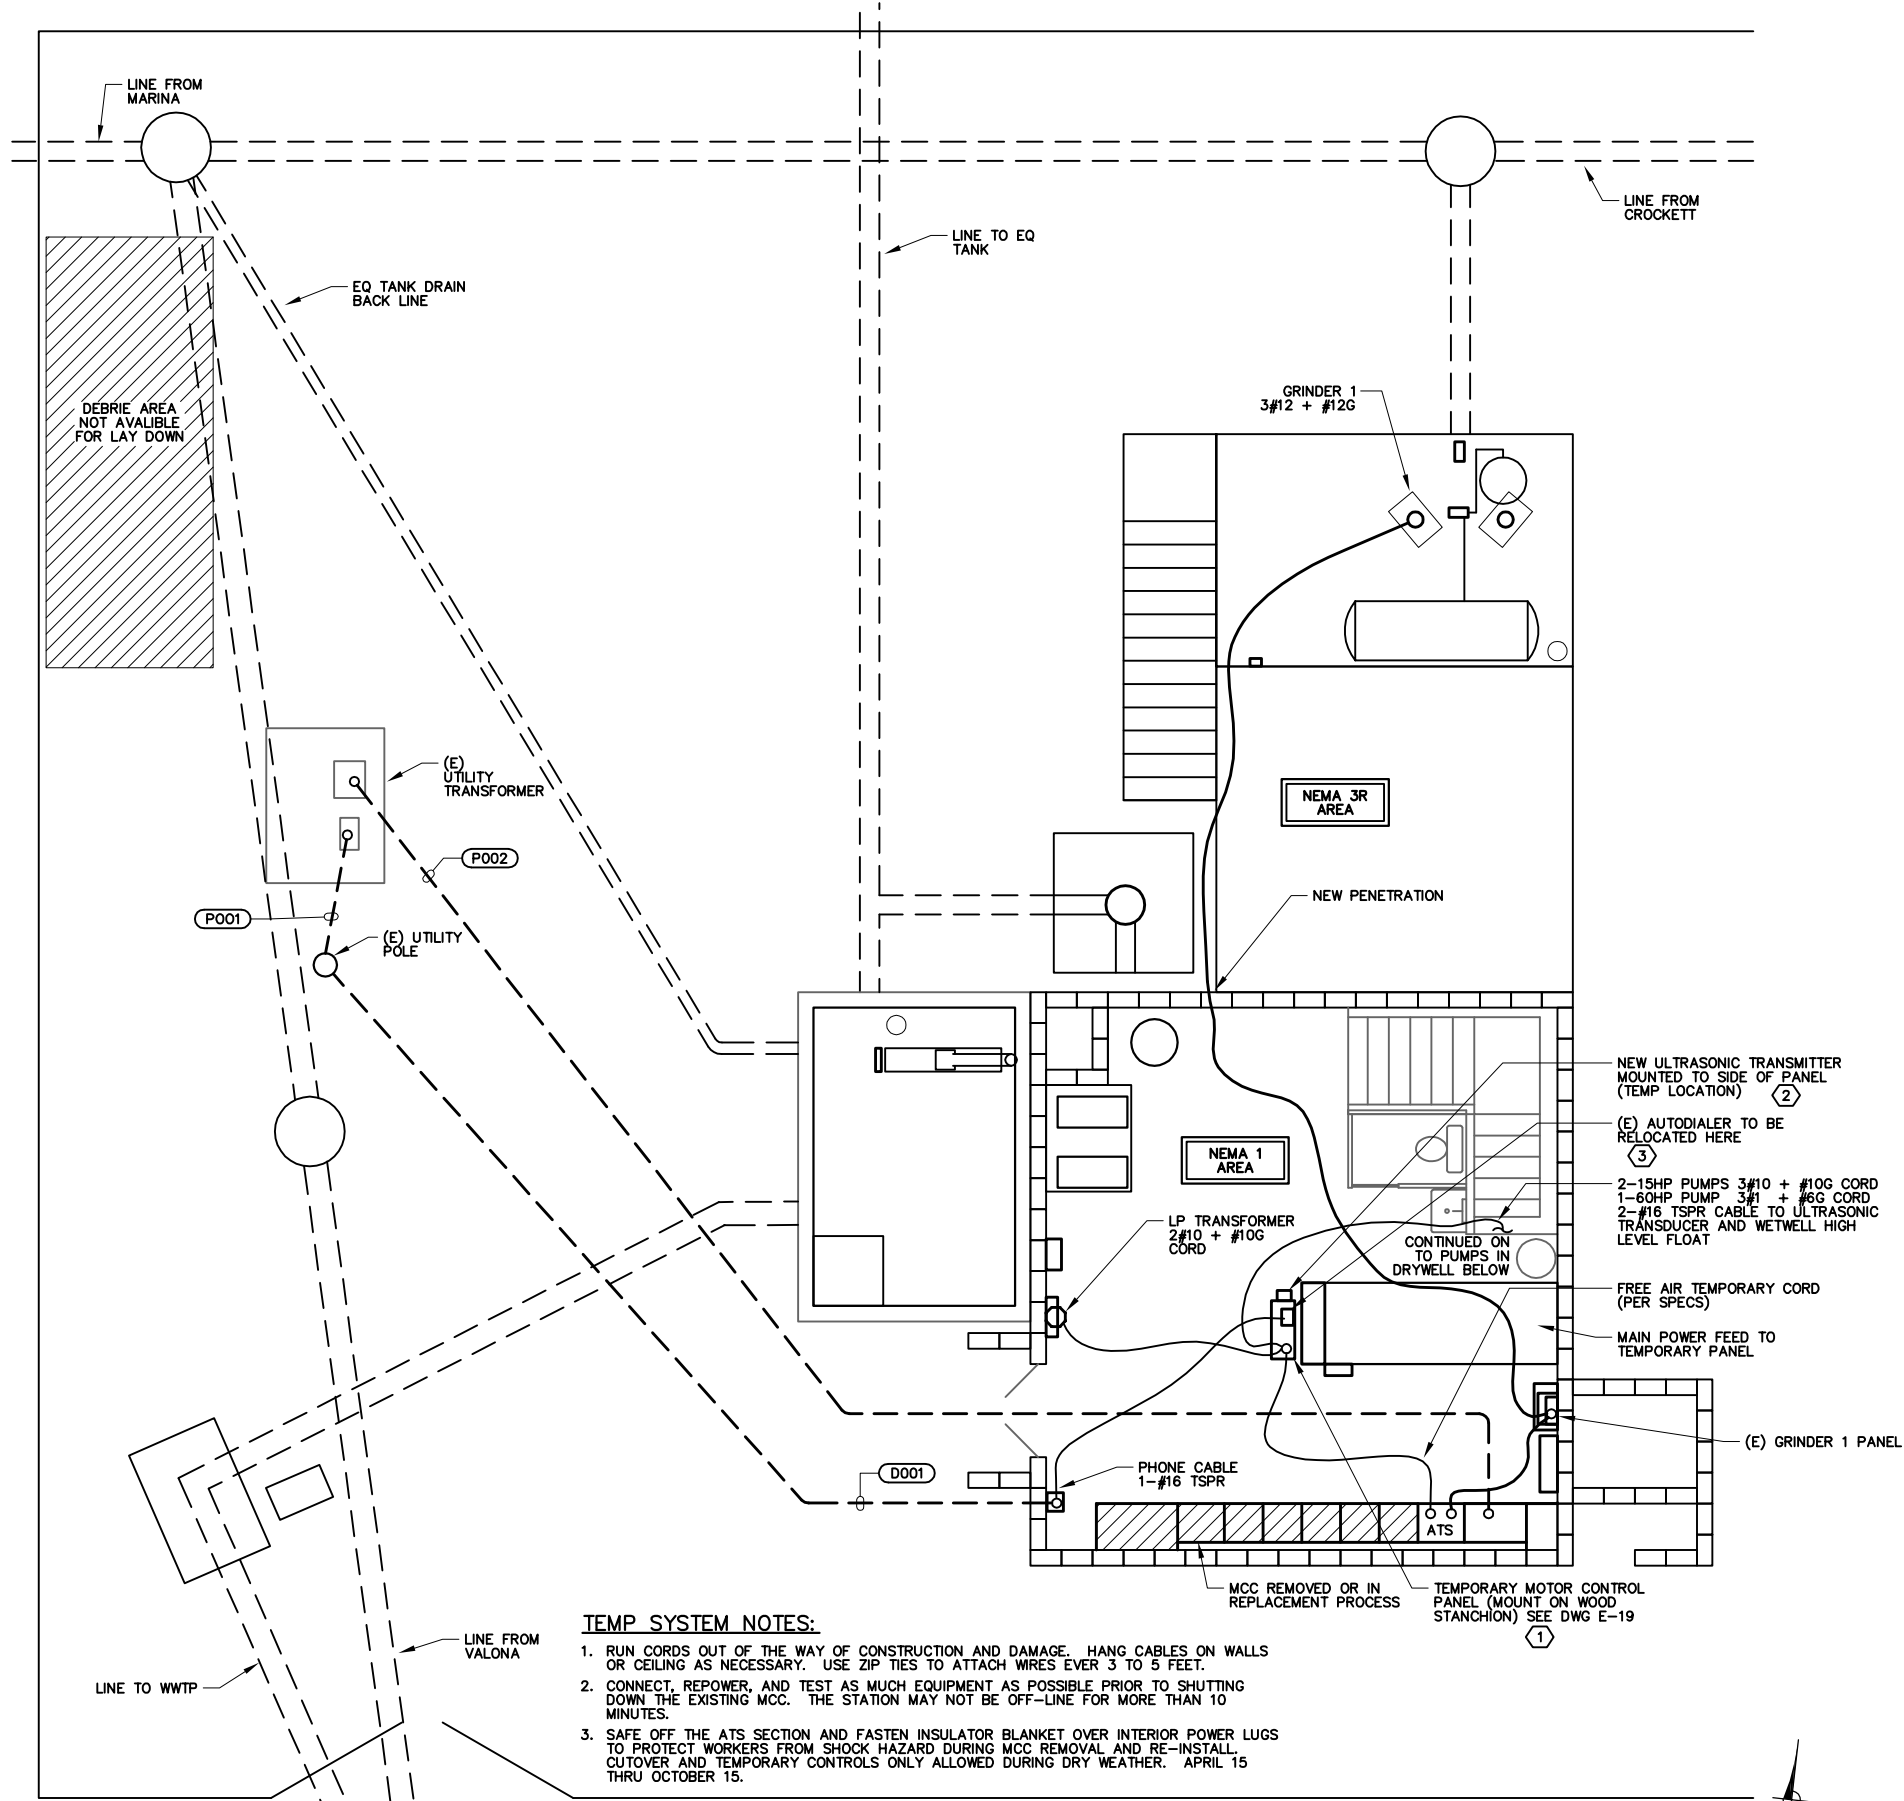 LINE FROM
MARINA
LINE FROM
CROCKETT
LINE TO EQ
TANK
EQ TANK DRAIN
BACK LINE
DEBRIE AREA
NOT AVALIBLE
FOR LAY DOWN
GRINDER 1
3#12 + #12G
(E)
UTILITY
TRANSFORMER
NEMA 3R
AREA
P002
P001
NEW PENETRATION
(E) UTILITY
POLE
NEW ULTRASONIC TRANSMITTER
MOUNTED TO SIDE OF PANEL
(TEMP LOCATION)
2
(E) AUTODIALER TO BE
RELOCATED HERE
3
NEMA 1
AREA
2-15HP PUMPS 3#10 + #10G CORD
1-60HP PUMP 3#1 + #6G CORD
2-#16 TSPR CABLE TO ULTRASONIC
TRANSDUCER AND WETWELL HIGH
LEVEL FLOAT
LP TRANSFORMER
2#10 + #10G
CORD
CONTINUED ON
TO PUMPS IN
DRYWELL BELOW
FREE AIR TEMPORARY CORD
(PER SPECS)
MAIN POWER FEED TO
TEMPORARY PANEL
(E) GRINDER 1 PANEL
D001
PHONE CABLE
1-#16 TSPR
ATS
MCC REMOVED OR IN
REPLACEMENT PROCESS
TEMPORARY MOTOR CONTROL
PANEL (MOUNT ON WOOD
STANCHION) SEE DWG E-19
1
LINE FROM
VALONA
LINE TO WWTP
TEMP SYSTEM NOTES:
1. RUN CORDS OUT OF THE WAY OF CONSTRUCTION AND DAMAGE. HANG CABLES ON WALLS
OR CEILING AS NECESSARY. USE ZIP TIES TO ATTACH WIRES EVER 3 TO 5 FEET.
2. CONNECT, REPOWER, AND TEST AS MUCH EQUIPMENT AS POSSIBLE PRIOR TO SHUTTING
DOWN THE EXISTING MCC. THE STATION MAY NOT BE OFF-LINE FOR MORE THAN 10
MINUTES.
3. SAFE OFF THE ATS SECTION AND FASTEN INSULATOR BLANKET OVER INTERIOR POWER LUGS
TO PROTECT WORKERS FROM SHOCK HAZARD DURING MCC REMOVAL AND RE-INSTALL.
CUTOVER AND TEMPORARY CONTROLS ONLY ALLOWED DURING DRY WEATHER. APRIL 15
THRU OCTOBER 15.